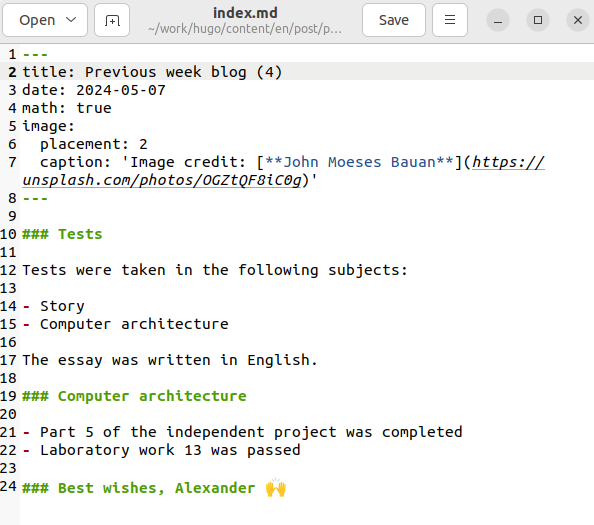 Open
index.md
~/work/hugo/content/en/post/p...
Save
1 ---
2 title: Previous week blog (4)
3 date: 2024-05-07
4 math: true
5 image:
6   placement: 2
7   caption: 'Image credit: [**John Moeses Bauan**](https://
unsplash.com/photos/OGZtQF8iC0g)'
8 ---
9
10 ### Tests
11
12 Tests were taken in the following subjects:
13
14 - Story
15 - Computer architecture
16
17 The essay was written in English.
18
19 ### Computer architecture
20
21 - Part 5 of the independent project was completed
22 - Laboratory work 13 was passed
23
24 ### Best wishes, Alexander 🙌